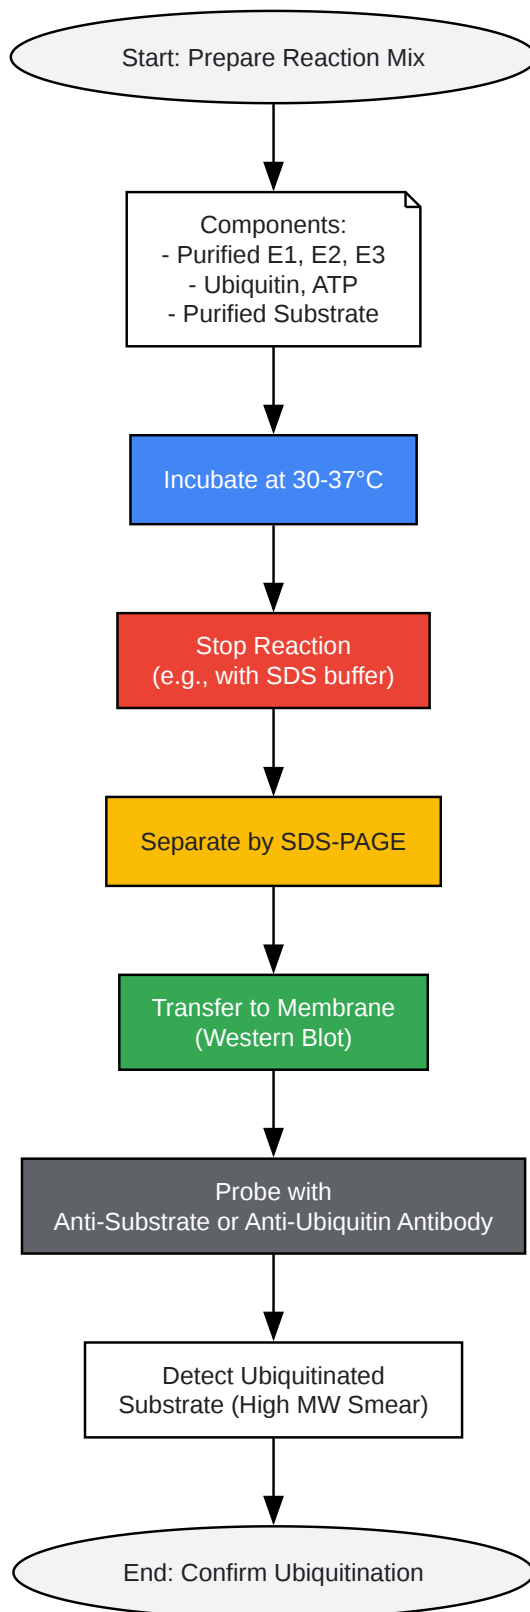 Start: Prepare Reaction Mix
Components:
- Purified E1, E2, E3
- Ubiquitin, ATP
- Purified Substrate
Incubate at 30-37°C
Stop Reaction
(e.g., with SDS buffer)
Separate by SDS-PAGE
Transfer to Membrane
(Western Blot)
Probe with
Anti-Substrate or Anti-Ubiquitin Antibody
Detect Ubiquitinated
Substrate (High MW Smear)
End: Confirm Ubiquitination